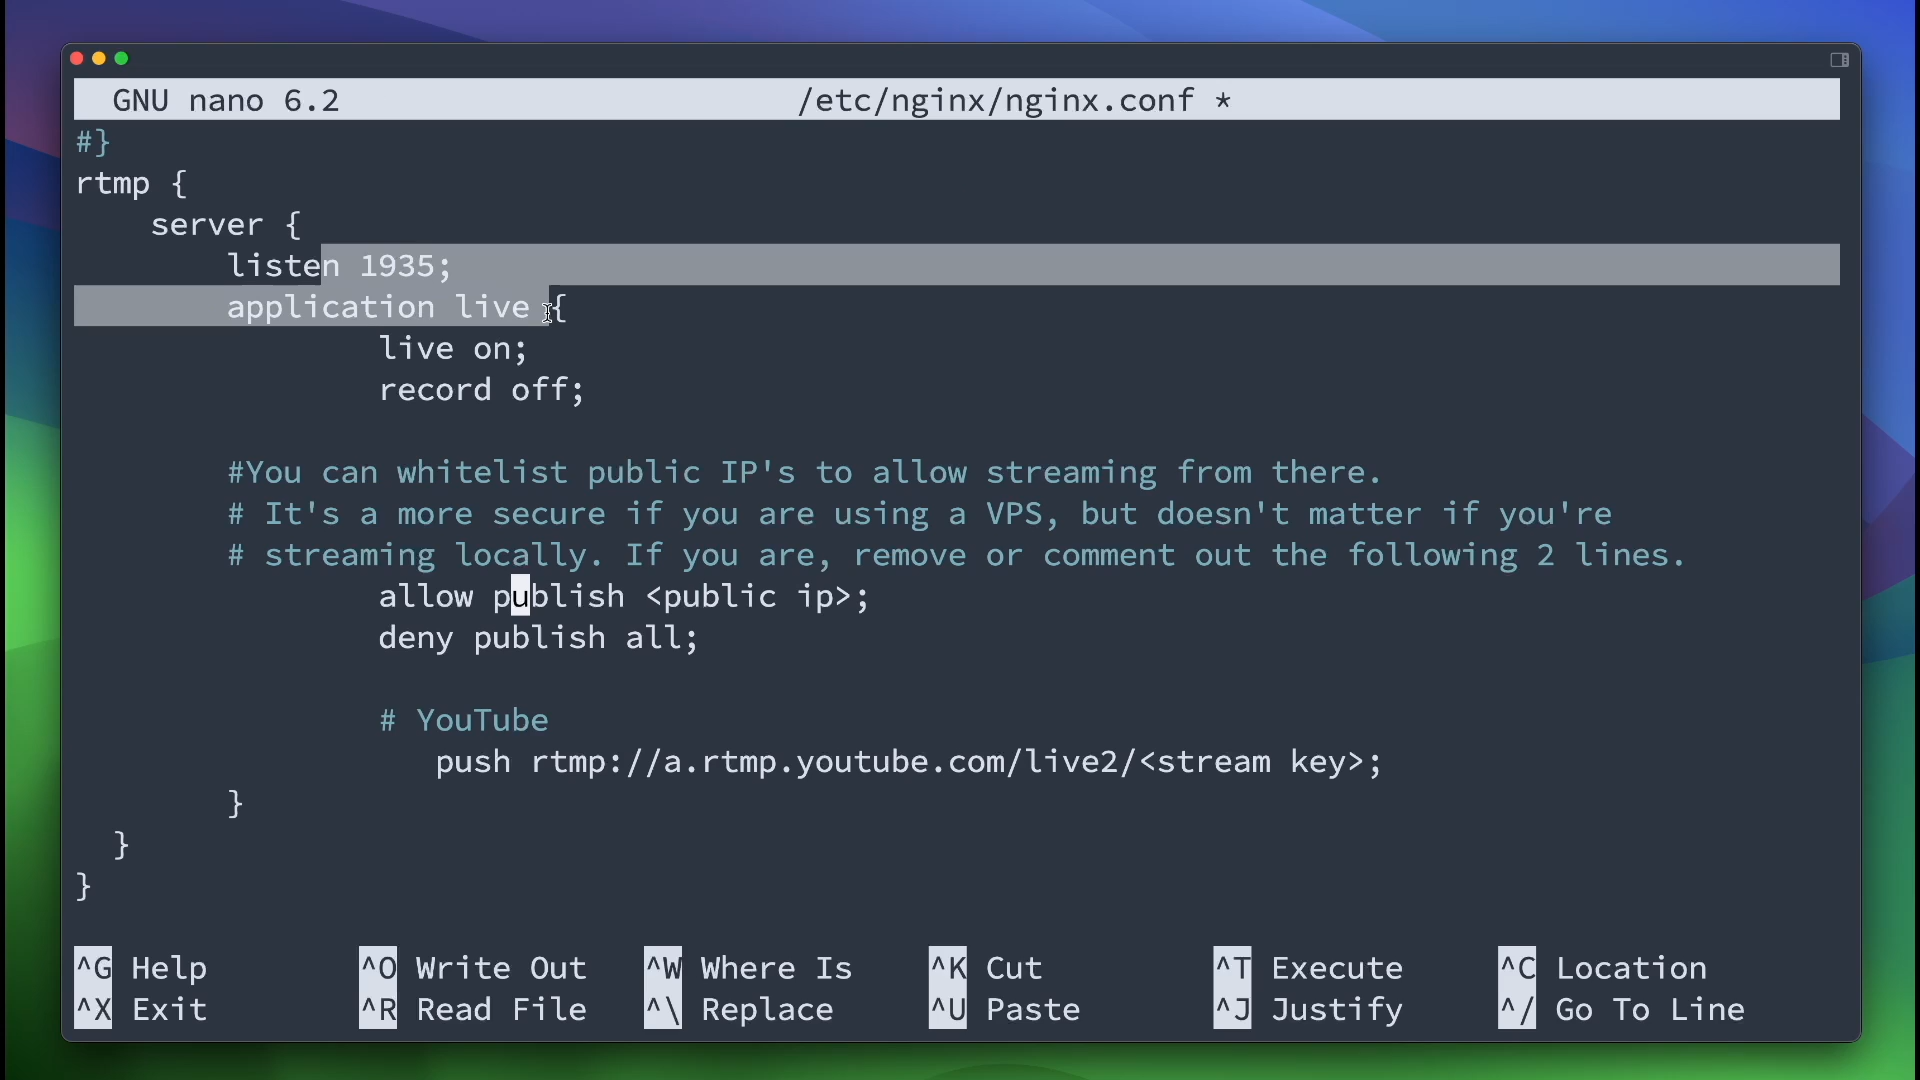 GNU nano 6.2 /etc/nginx/nginx.conf *
#}
rtmp {
server {
listen 1935;
application live {
live on;
record off;
#You can whitelist public IP's to allow streaming from there.
# It's a more secure if you are using a VPS, but doesn't matter if you're
# streaming locally. If you are, remove or comment out the following 2 lines.
allow publish <public ip>;
deny publish all;
# YouTube
push rtmp://a.rtmp.youtube.com/live2/<stream key>;
}
}
}
^G Help ^O Write Out ^W Where Is ^K Cut ^T Execute ^C Location
^X Exit ^R Read File ^\ Replace ^U Paste ^J Justify ^/ Go To Line